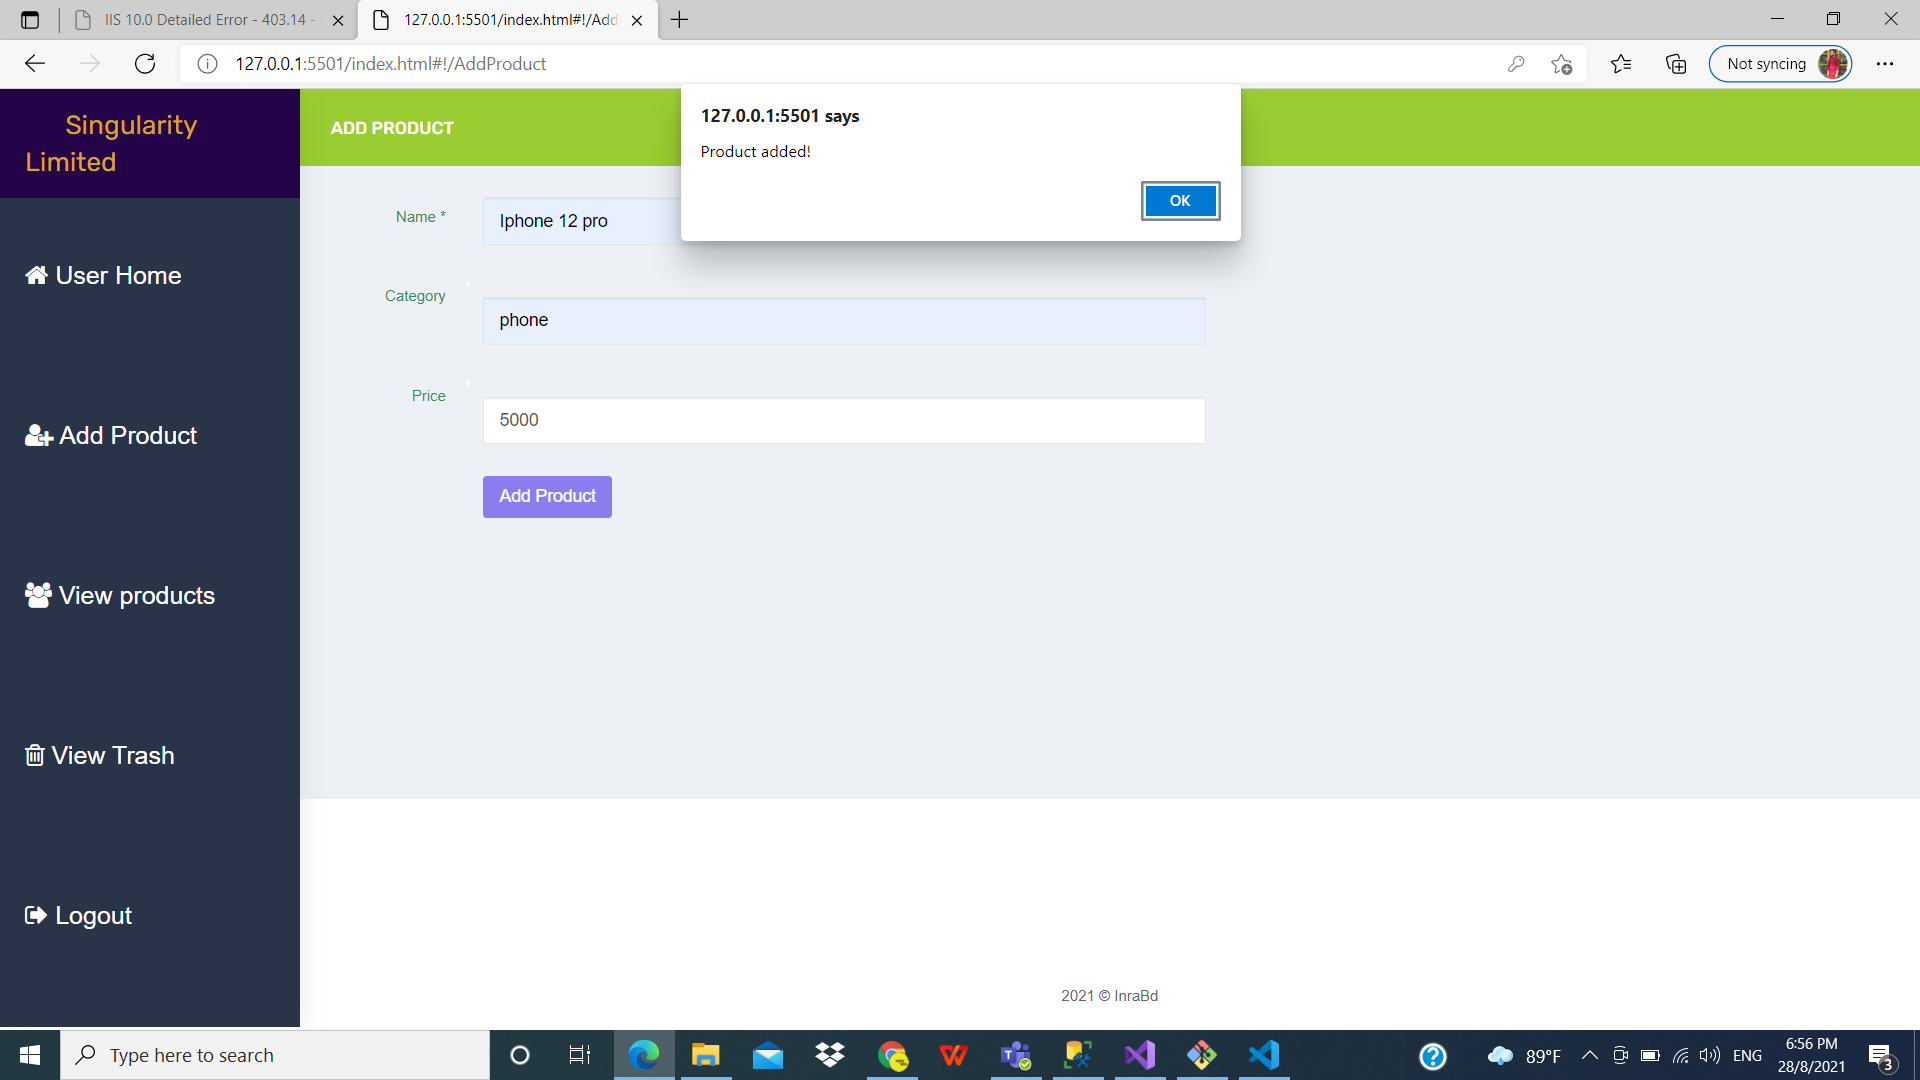 IIS 10.0 Detailed Error - 403.14 -
127.0.0.1:5501/index.html#!/Add
127.0.0.1:5501/index.html#!/AddProduct
Not syncing
Singularity
Limited
ADD PRODUCT
127.0.0.1:5501 says
Product added!
OK
Name *
Iphone 12 pro
User Home
Category *
phone
Price *
5000
Add Product
Add Product
View products
View Trash
Logout
2021 © InraBd
Type here to search
89°F
ENG
6:56 PM
28/8/2021
3